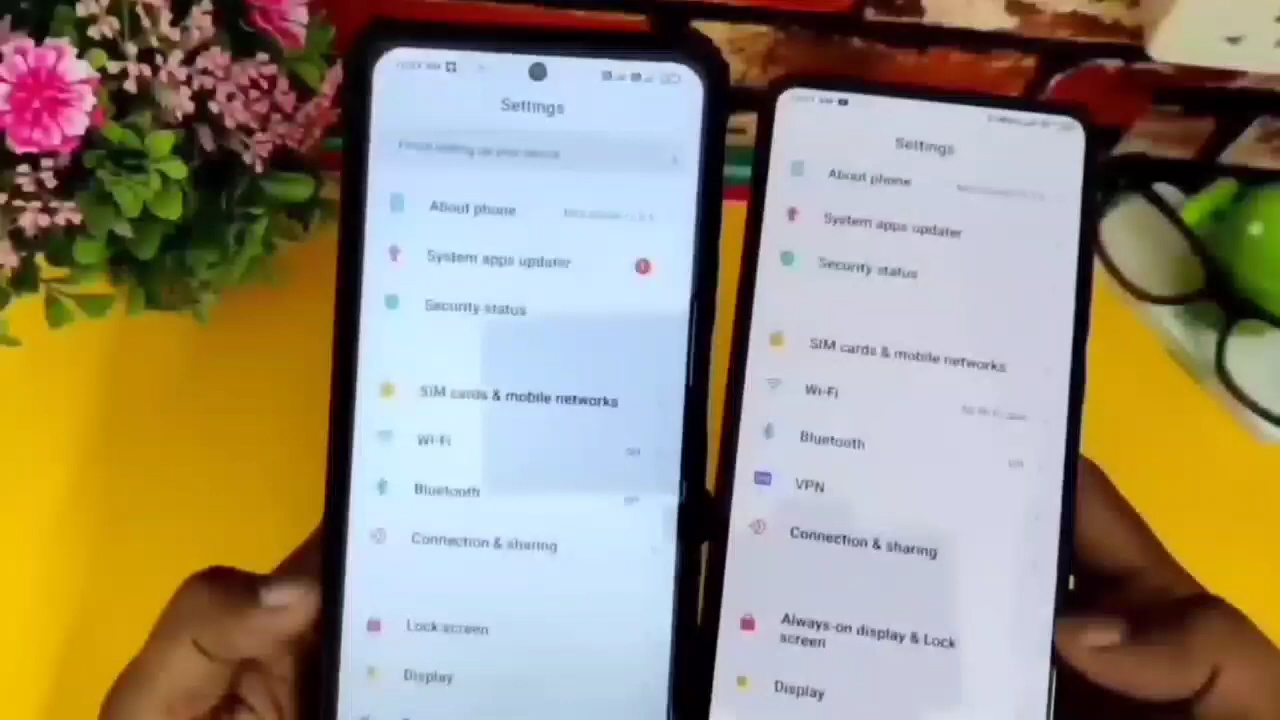 Settings
About phone
System apps updater
Security status
SIM cards & mobile networks
Wi-Fi
Bluetooth
Connection & sharing
Lock screen
Display
Settings
About phone
System apps updater
Security status
SIM cards & mobile networks
Wi-Fi
Bluetooth
VPN
Connection & sharing
Always-on display & Lock
screen
Display